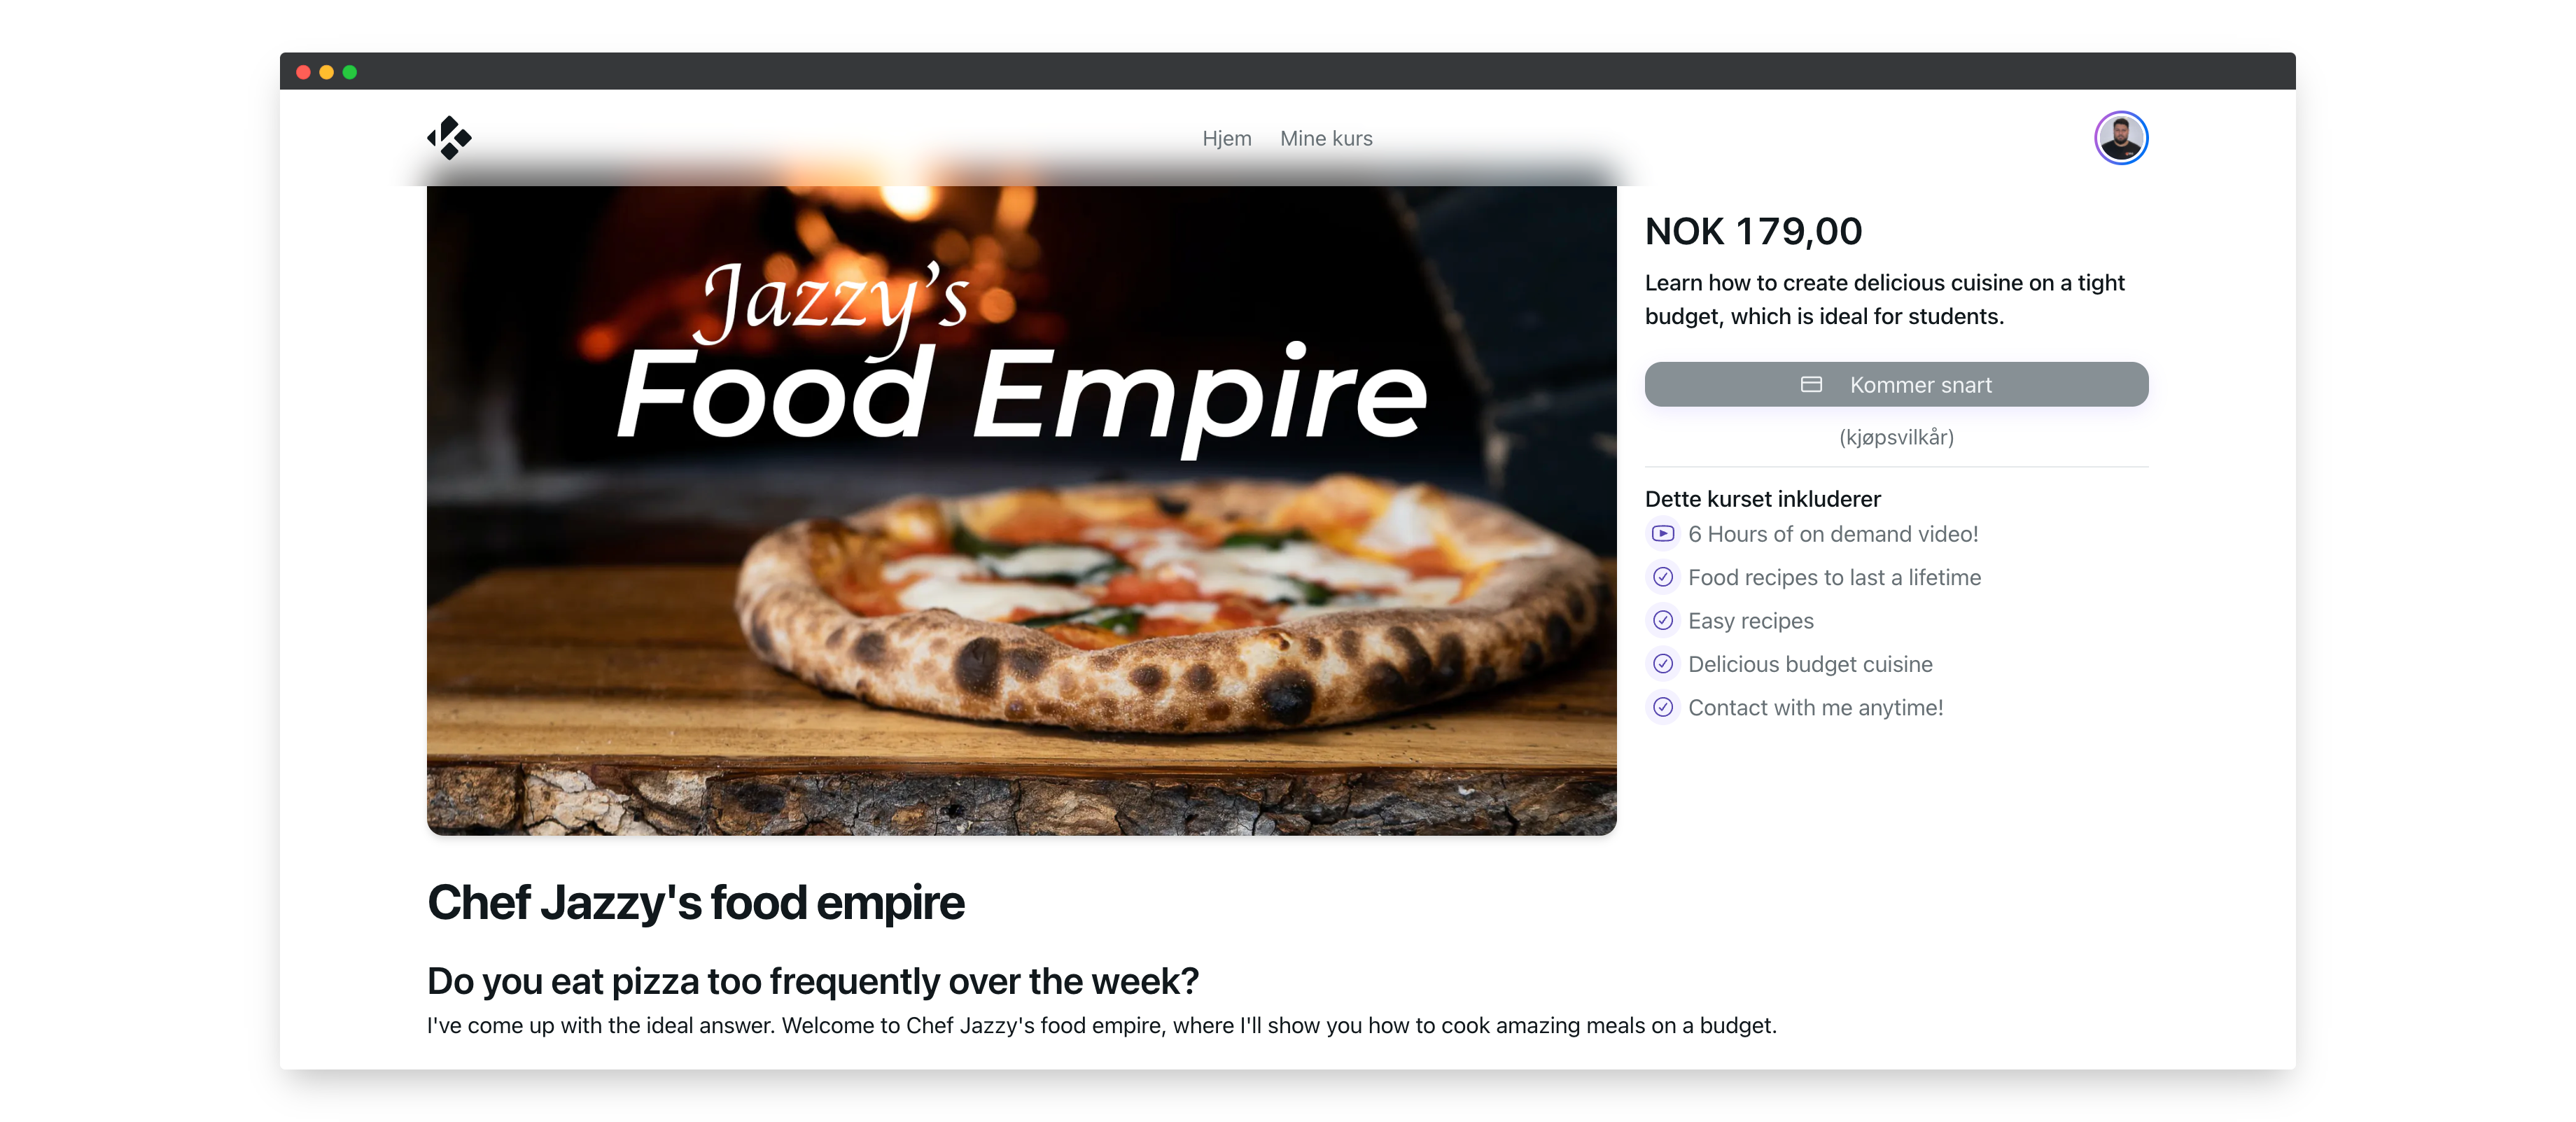 Hjem Mine kurs
Jazzy's
Food Empire
NOK 179,00
Learn how to create delicious cuisine on a tight
budget, which is ideal for students.
Kommer snart
(kjøpsvilkår)
Dette kurset inkluderer
6 Hours of on demand video!
Food recipes to last a lifetime
Easy recipes
Delicious budget cuisine
Contact with me anytime!
Chef Jazzy's food empire
Do you eat pizza too frequently over the week?
I've come up with the ideal answer. Welcome to Chef Jazzy's food empire, where I'll show you how to cook amazing meals on a budget.